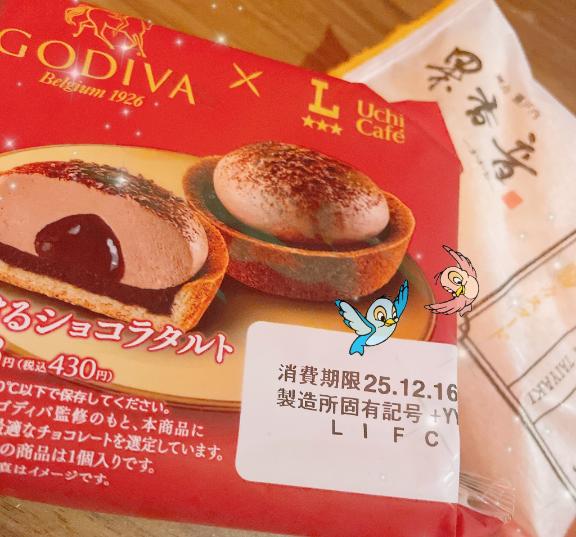 GODIVA
Belgium 1926
×
L
Uchi
Café
果香音
るショコラタルト
円(税込430円)
℃以下で保存してください。
ゴディバ監修のもと、本商品に
最適なチョコレートを選定しています。
の商品は1個入りです。
真はイメージです。
消費期限25.12.16
製造所固有記号+YY
LIFC
TAIYAKI